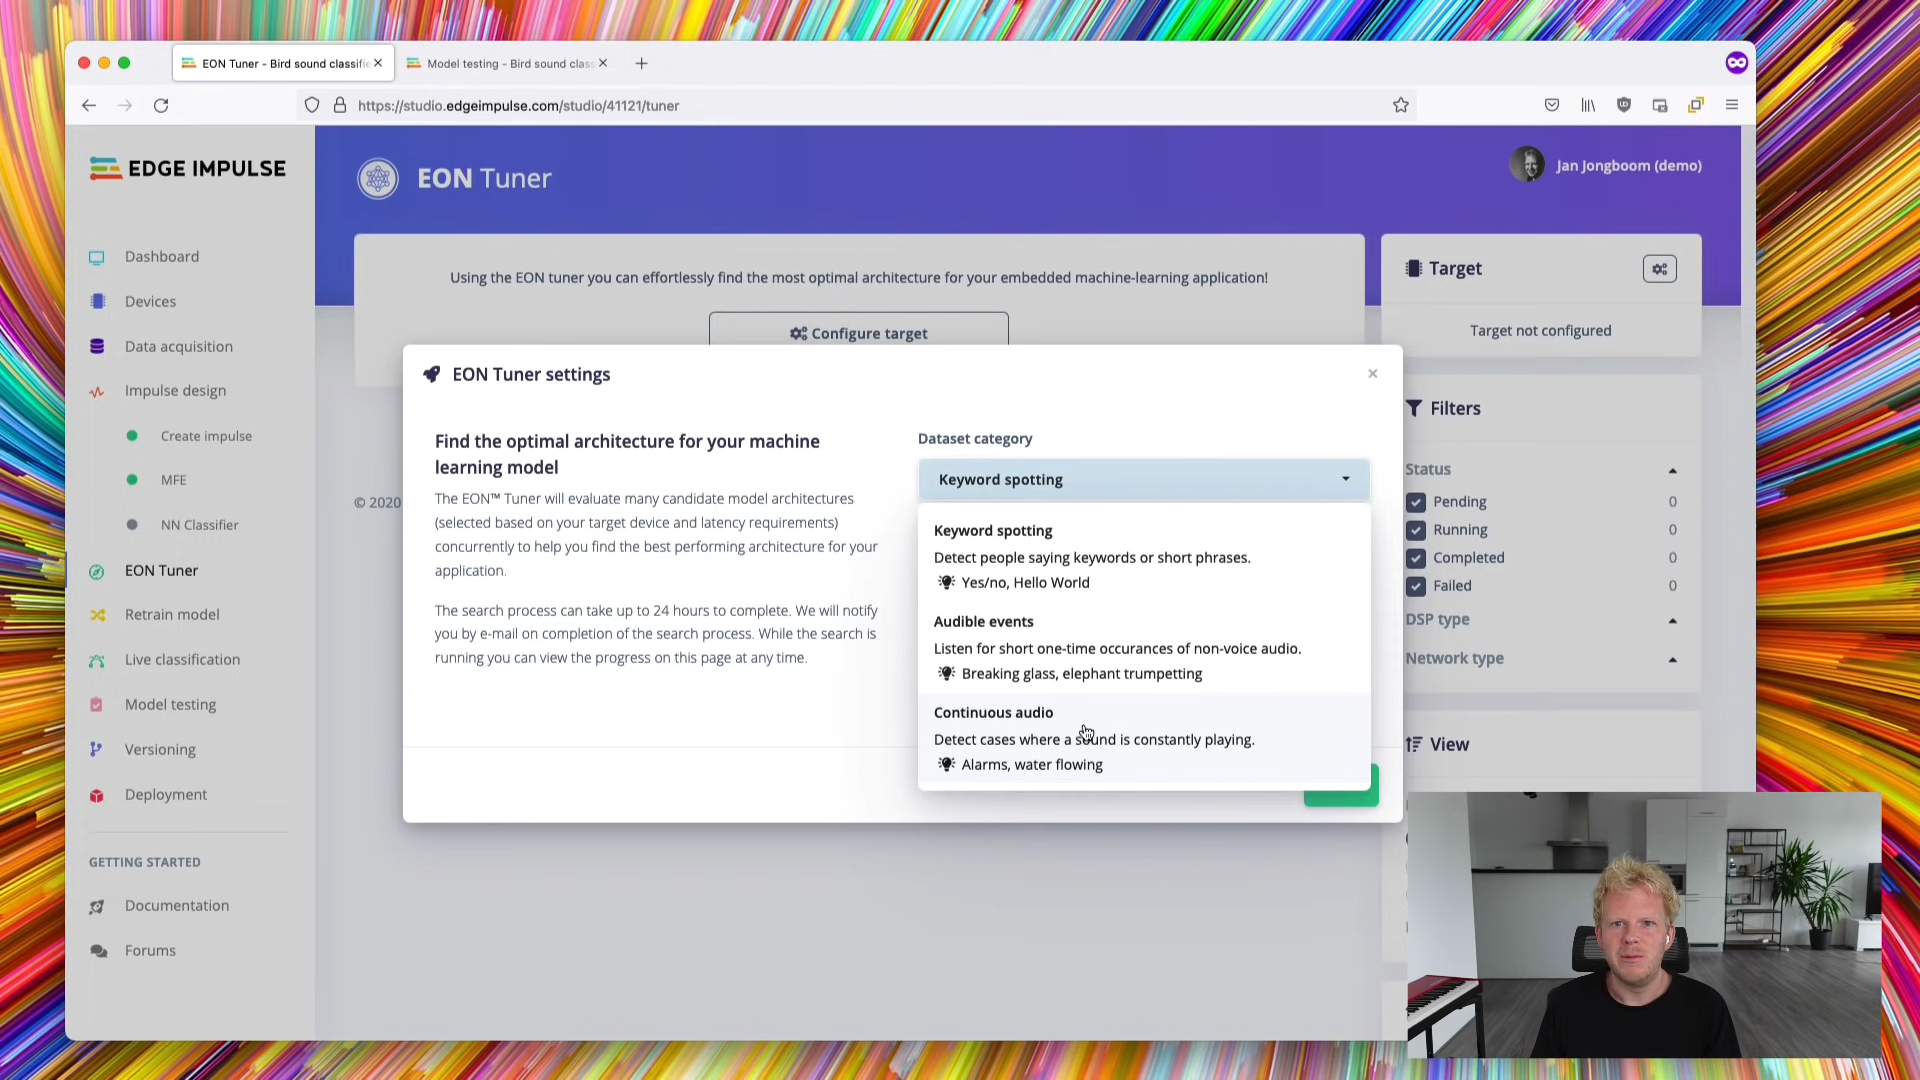 EON Tuner - Bird sound classifie
Model testing - Bird sound class
https://studio.edgeimpulse.com/studio/41121/tuner
EDGE IMPULSE
EON Tuner
Jan Jongboom (demo)
Dashboard
Devices
Data acquisition
Impulse design
Create impulse
MFE
NN Classifier
EON Tuner
Retrain model
Live classification
Model testing
Versioning
Deployment
GETTING STARTED
Documentation
Forums
Using the EON tuner you can effortlessly find the most optimal architecture for your embedded machine-learning application!
Configure target
© 2020
Target
Target not configured
Filters
Status
Pending 0
Running 0
Completed 0
Failed 0
DSP type
Network type
View
EON Tuner settings
×
Find the optimal architecture for your machine
learning model
The EON™ Tuner will evaluate many candidate model architectures
(selected based on your target device and latency requirements)
concurrently to help you find the best performing architecture for your
application.
The search process can take up to 24 hours to complete. We will notify
you by e-mail on completion of the search process. While the search is
running you can view the progress on this page at any time.
Dataset category
Keyword spotting
Keyword spotting
Detect people saying keywords or short phrases.
Yes/no, Hello World
Audible events
Listen for short one-time occurances of non-voice audio.
Breaking glass, elephant trumpetting
Continuous audio
Detect cases where a sound is constantly playing.
Alarms, water flowing